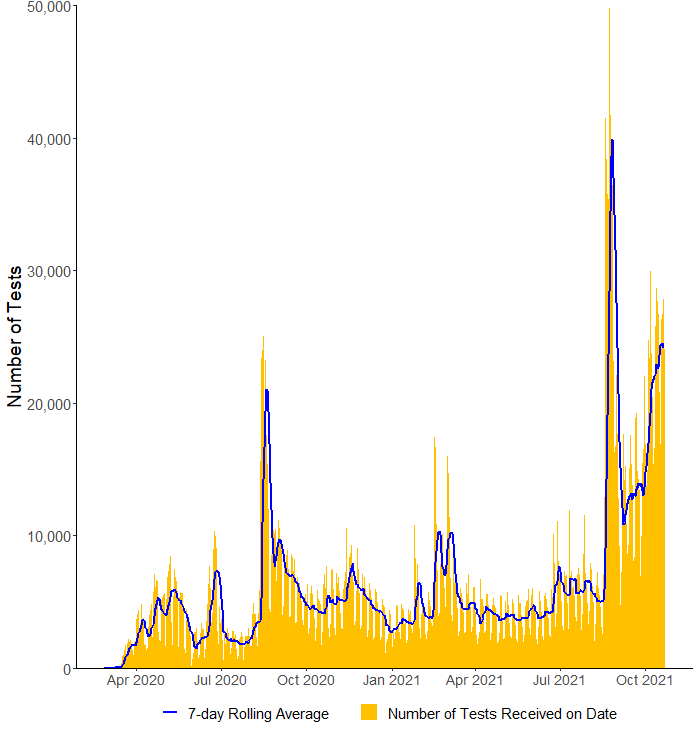 Number of Tests
50,000
40,000
30,000
20,000
10,000
0
Apr 2020 Jul 2020 Oct 2020 Jan 2021 Apr 2021 Jul 2021 Oct 2021
7-day Rolling Average Number of Tests Received on Date